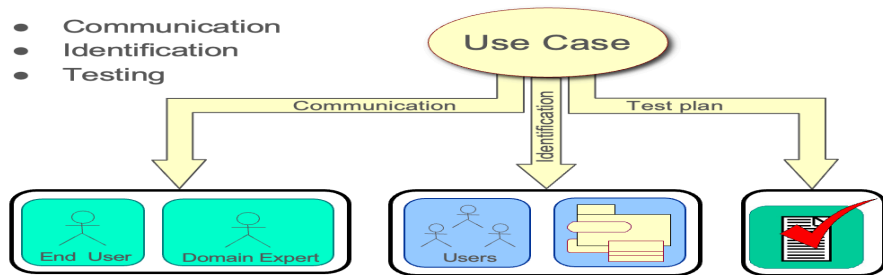 ● Communication
● Identification
● Testing
Use Case
Communication
Identification
Test plan
End User
Domain Expert
Users